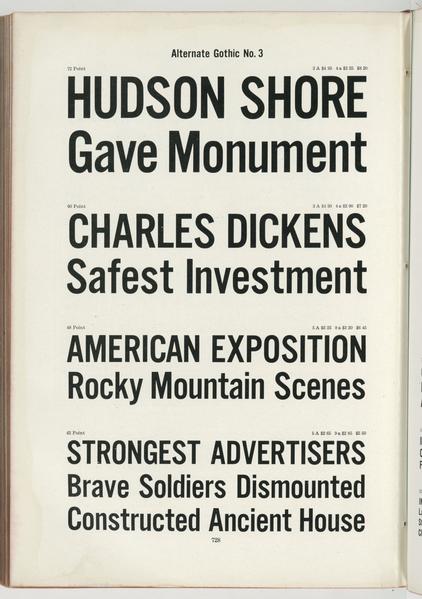 Alternate Gothic No. 3
72 Point
HUDSON SHORE
Gave Monument
60 Point
CHARLES DICKENS
Safest Investment
48 Point
AMERICAN EXPOSITION
Rocky Mountain Scenes
42 Point
STRONGEST ADVERTISERS
Brave Soldiers Dismounted
Constructed Ancient House
728